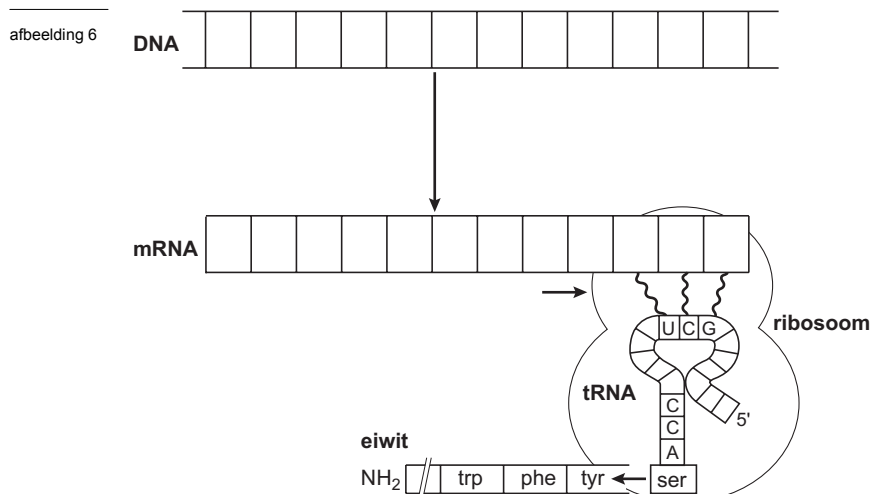 afbeelding 6
DNA
mRNA
U C G
ribosoom
tRNA
C
C
A
5'
eiwit
NH2 trp phe tyr ser